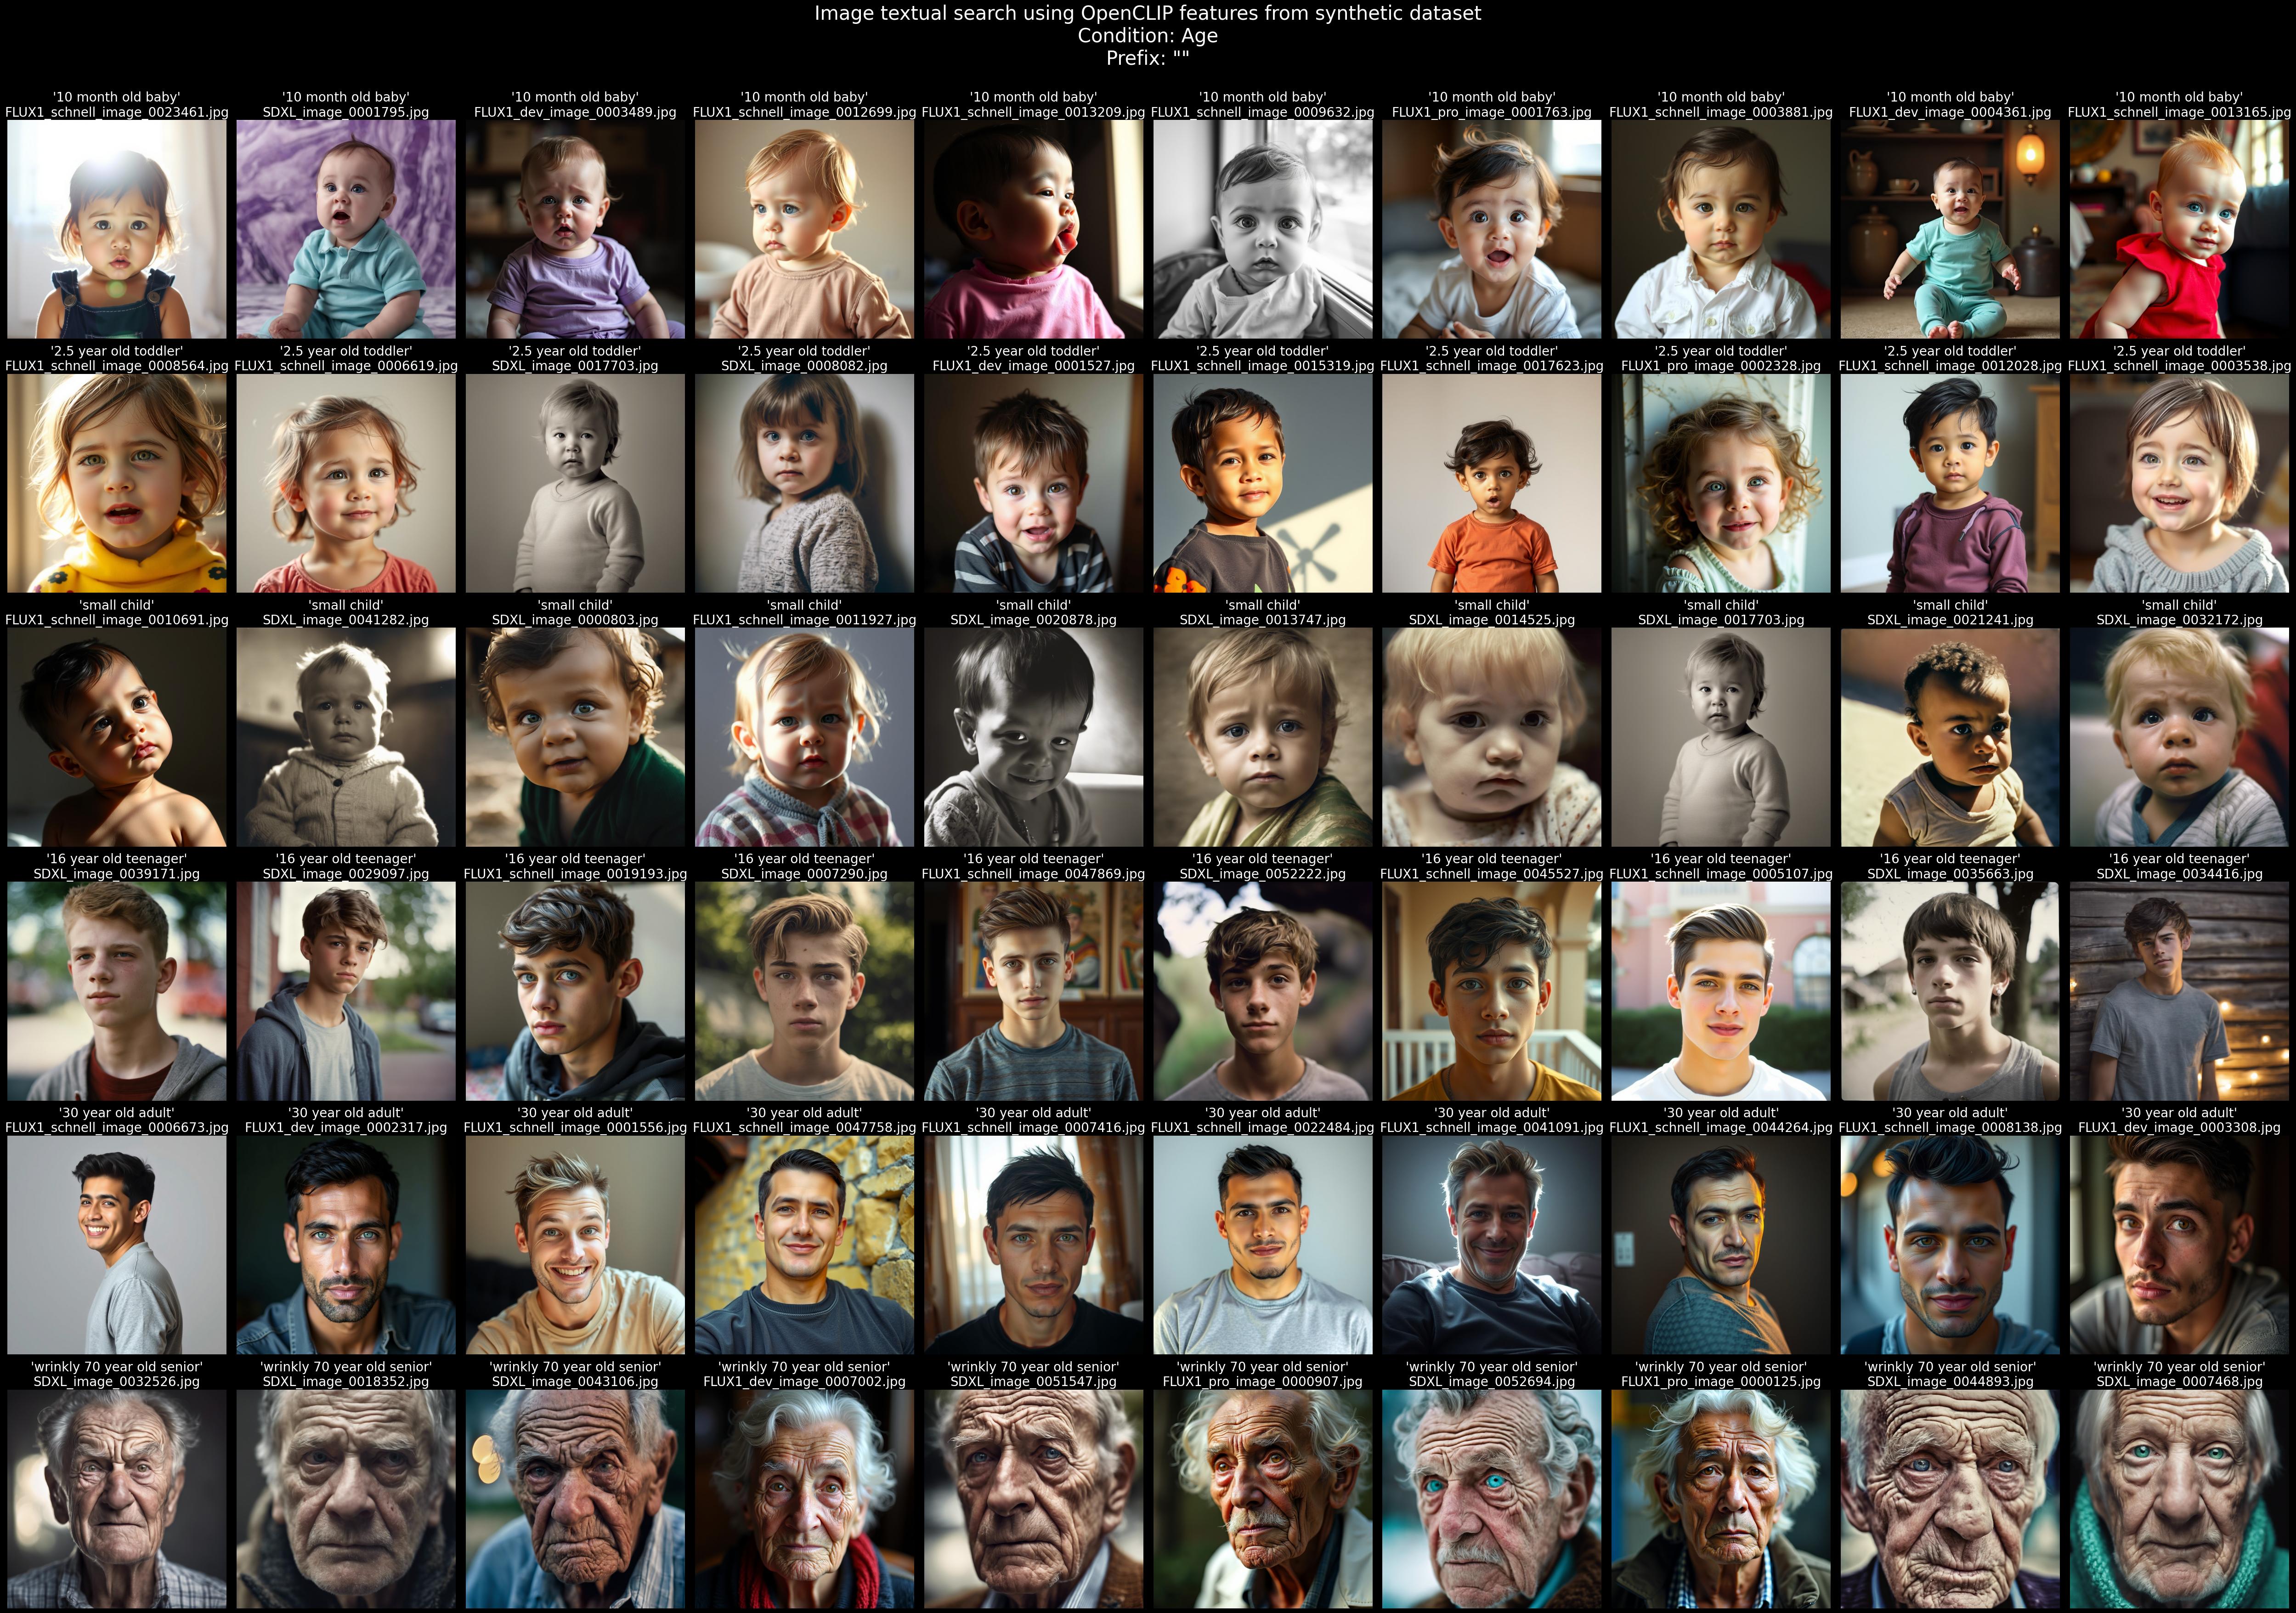 Image textual search using OpenCLIP features from synthetic dataset
Condition: Age
Prefix: ""
'10 month old baby' '10 month old baby' '10 month old baby' '10 month old baby' '10 month old baby' '10 month old baby' '10 month old baby' '10 month old baby' '10 month old baby' '10 month old baby'
FLUX1_schnell_image_0023461.jpg SDXL_image_0001795.jpg FLUX1_dev_image_0003489.jpg FLUX1_schnell_image_0012699.jpg FLUX1_schnell_image_0013209.jpg FLUX1_schnell_image_0009632.jpg FLUX1_pro_image_0001763.jpg FLUX1_schnell_image_0003881.jpg FLUX1_dev_image_0004361.jpg FLUX1_schnell_image_0013165.jpg
'2.5 year old toddler' '2.5 year old toddler' '2.5 year old toddler' '2.5 year old toddler' '2.5 year old toddler' '2.5 year old toddler' '2.5 year old toddler' '2.5 year old toddler' '2.5 year old toddler' '2.5 year old toddler'
FLUX1_schnell_image_0008564.jpg FLUX1_schnell_image_0006619.jpg SDXL_image_0017703.jpg SDXL_image_0008082.jpg FLUX1_dev_image_0001527.jpg FLUX1_schnell_image_0015319.jpg FLUX1_schnell_image_0017623.jpg FLUX1_pro_image_0002328.jpg FLUX1_schnell_image_0012028.jpg FLUX1_schnell_image_0003538.jpg
'small child' 'small child' 'small child' 'small child' 'small child' 'small child' 'small child' 'small child' 'small child' 'small child'
FLUX1_schnell_image_0010691.jpg SDXL_image_0041282.jpg SDXL_image_0000803.jpg FLUX1_schnell_image_0011927.jpg SDXL_image_0020878.jpg SDXL_image_0013747.jpg SDXL_image_0014525.jpg SDXL_image_0017703.jpg SDXL_image_0021241.jpg SDXL_image_0032172.jpg
'16 year old teenager' '16 year old teenager' '16 year old teenager' '16 year old teenager' '16 year old teenager' '16 year old teenager' '16 year old teenager' '16 year old teenager' '16 year old teenager' '16 year old teenager'
SDXL_image_0039171.jpg SDXL_image_0029097.jpg FLUX1_schnell_image_0019193.jpg SDXL_image_0007290.jpg FLUX1_schnell_image_0047869.jpg SDXL_image_0052222.jpg FLUX1_schnell_image_0045527.jpg FLUX1_schnell_image_0005107.jpg SDXL_image_0035663.jpg SDXL_image_0034416.jpg
'30 year old adult' '30 year old adult' '30 year old adult' '30 year old adult' '30 year old adult' '30 year old adult' '30 year old adult' '30 year old adult' '30 year old adult' '30 year old adult'
FLUX1_schnell_image_0006673.jpg FLUX1_dev_image_0002317.jpg FLUX1_schnell_image_0001556.jpg FLUX1_schnell_image_0047758.jpg FLUX1_schnell_image_0007416.jpg FLUX1_schnell_image_0022484.jpg FLUX1_schnell_image_0041091.jpg FLUX1_schnell_image_0044264.jpg FLUX1_schnell_image_0008138.jpg FLUX1_dev_image_0003308.jpg
'wrinkly 70 year old senior' 'wrinkly 70 year old senior' 'wrinkly 70 year old senior' 'wrinkly 70 year old senior' 'wrinkly 70 year old senior' 'wrinkly 70 year old senior' 'wrinkly 70 year old senior' 'wrinkly 70 year old senior' 'wrinkly 70 year old senior' 'wrinkly 70 year old senior'
SDXL_image_0032526.jpg SDXL_image_0018352.jpg SDXL_image_0043106.jpg FLUX1_dev_image_0007002.jpg SDXL_image_0051547.jpg FLUX1_pro_image_0000907.jpg SDXL_image_0052694.jpg FLUX1_pro_image_0000125.jpg SDXL_image_0044893.jpg SDXL_image_0007468.jpg